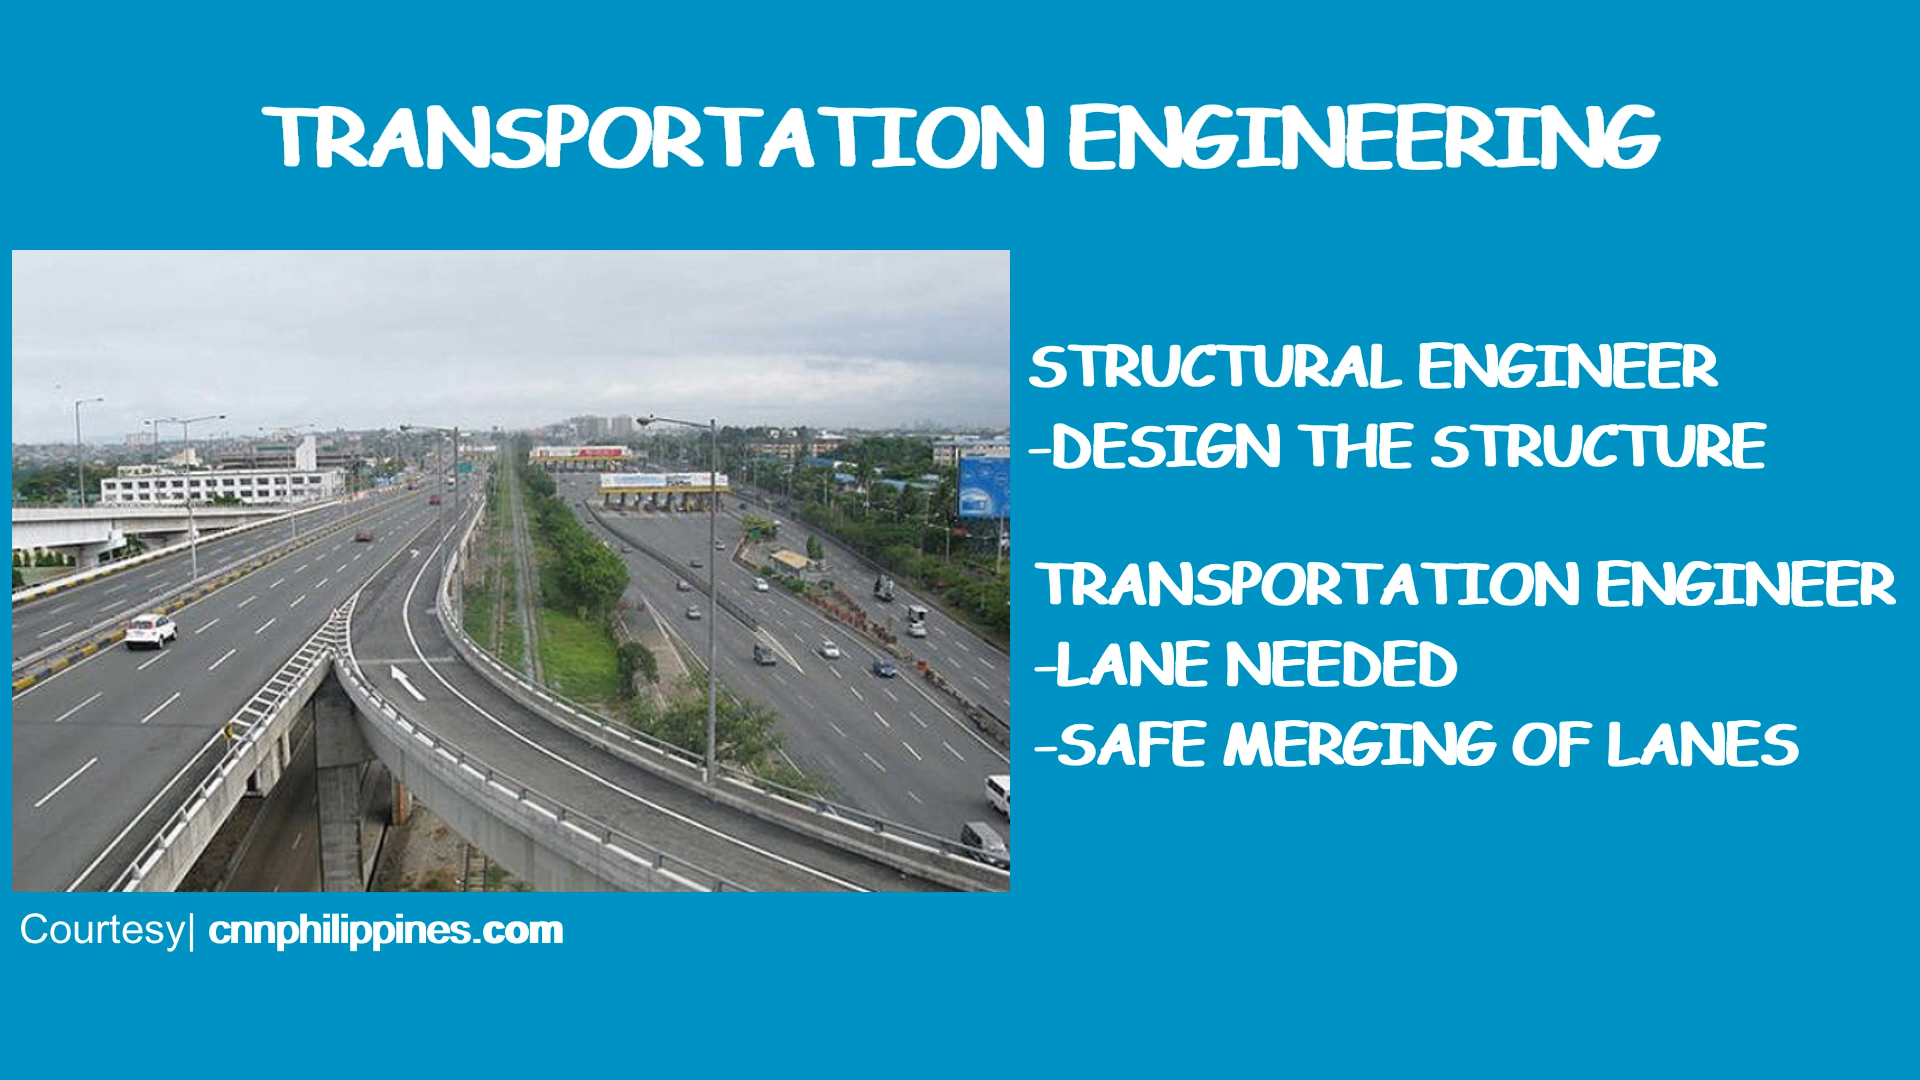 TRANSPORTATION ENGINEERING
STRUCTURAL ENGINEER
-DESIGN THE STRUCTURE
TRANSPORTATION ENGINEER
-LANE NEEDED
-SAFE MERGING OF LANES
Courtesy| cnnphilippines.com